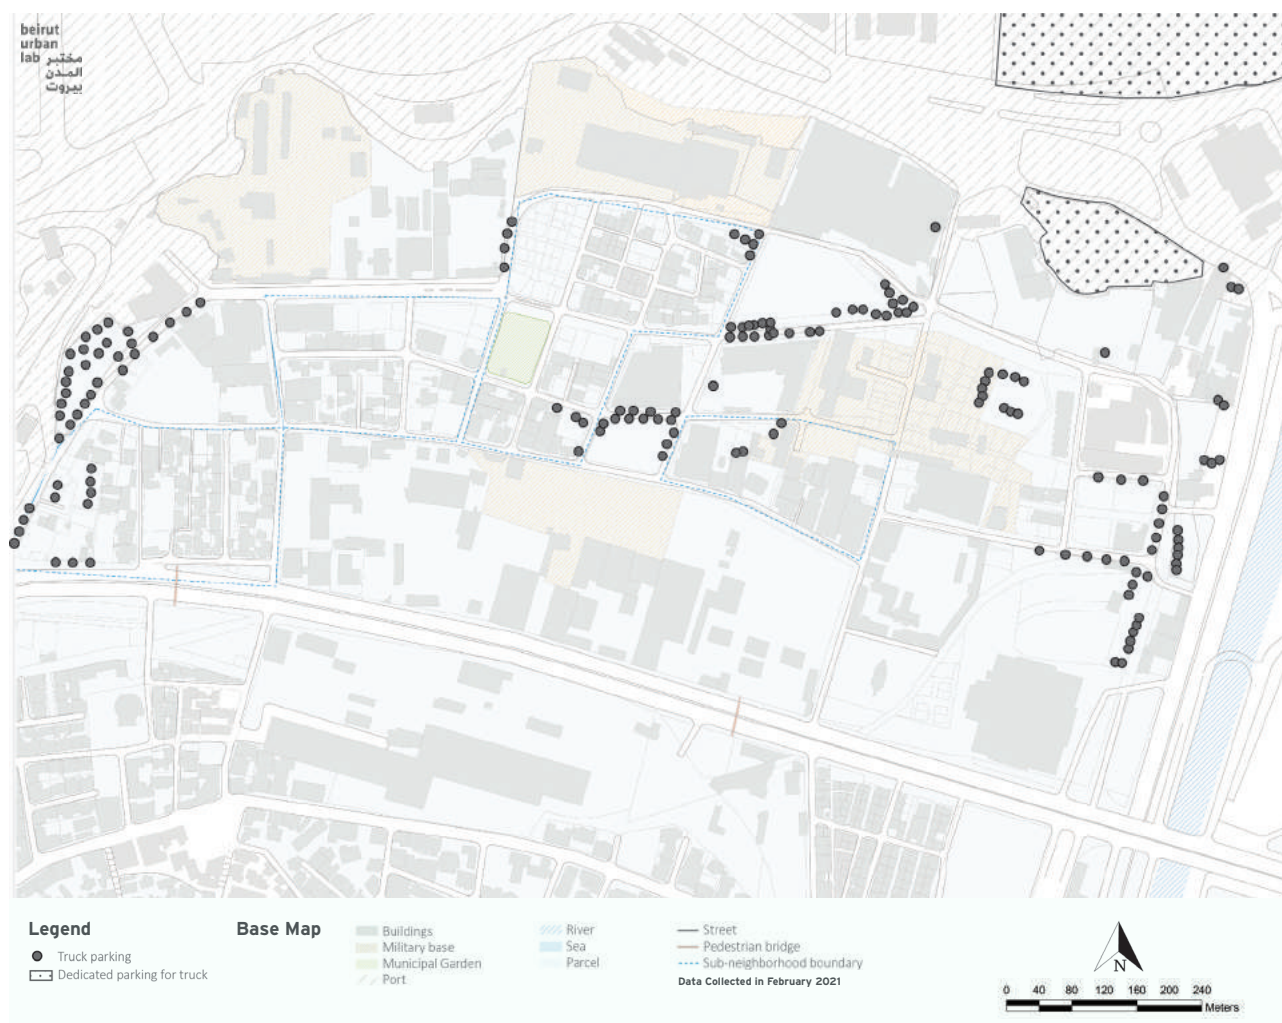 beirut
urban
lab مختبر
المدن
بيروت
Legend
Truck parking
Dedicated parking for truck
Base Map
Buildings
Military base
Municipal Garden
Port
River
Sea
Parcel
Street
Pedestrian bridge
Sub-neighborhood boundary
Data Collected in February 2021
N
0 40 80 120 160 200 240
Meters